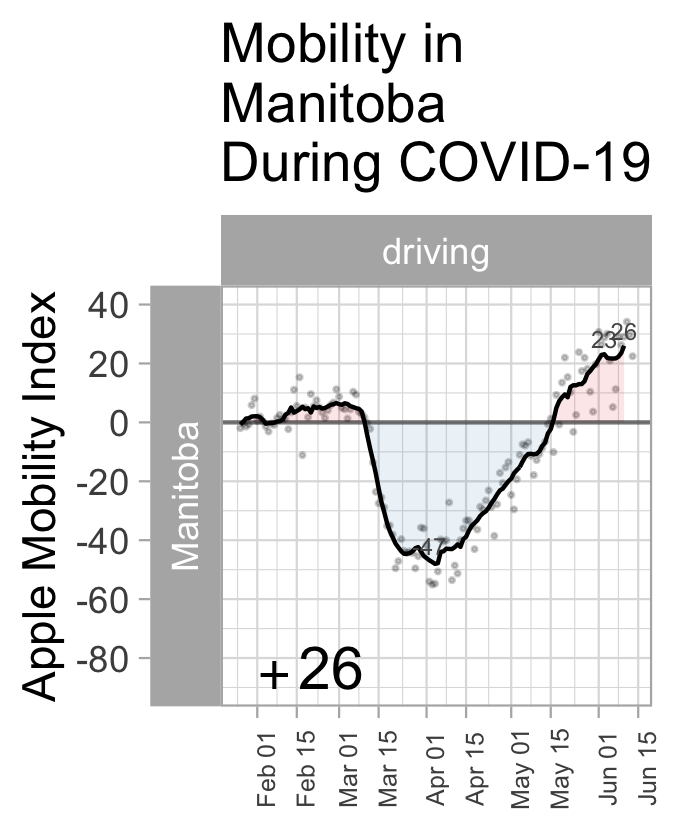 Mobility in
Manitoba
During COVID-19
driving
Apple Mobility Index
Manitoba
40
20
0
-20
-40
-60
-80
23
26
-47
+26
Feb 01
Feb 15
Mar 01
Mar 15
Apr 01
Apr 15
May 01
May 15
Jun 01
Jun 15